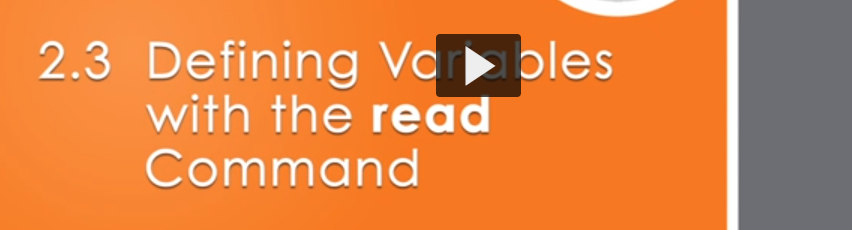 2.3 Defining Variables
with the read
Command